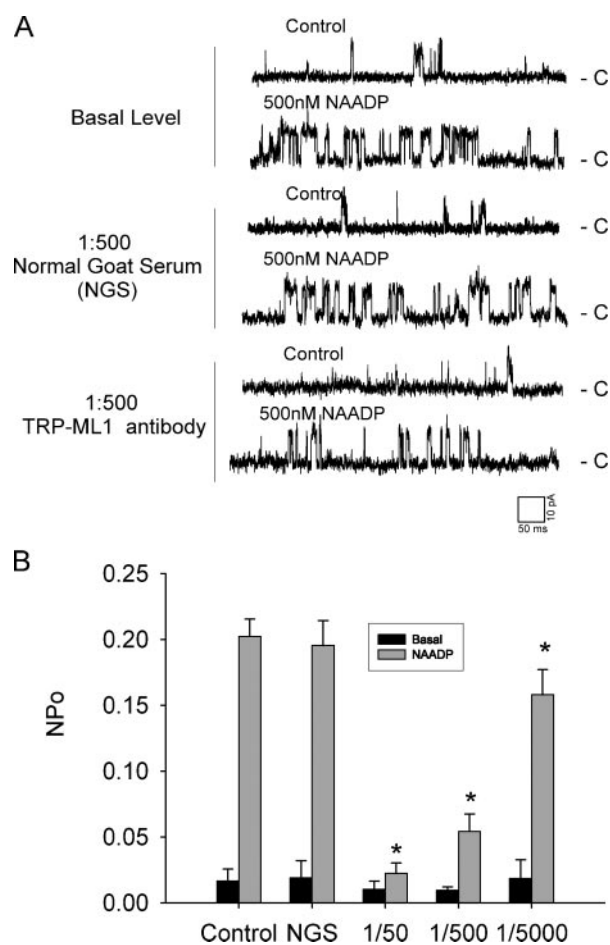 A
Control
- C
Basal Level
500nM NAADP
- C
Control
- C
1:500
Normal Goat Serum
(NGS)
500nM NAADP
- C
Control
- C
1:500
TRP-ML1 antibody
500nM NAADP
- C
10 pA
50 ms
B
0.25
0.20
0.15
0.10
0.05
0.00
NPo
Basal
NAADP
*
*
*
Control NGS 1/50 1/500 1/5000